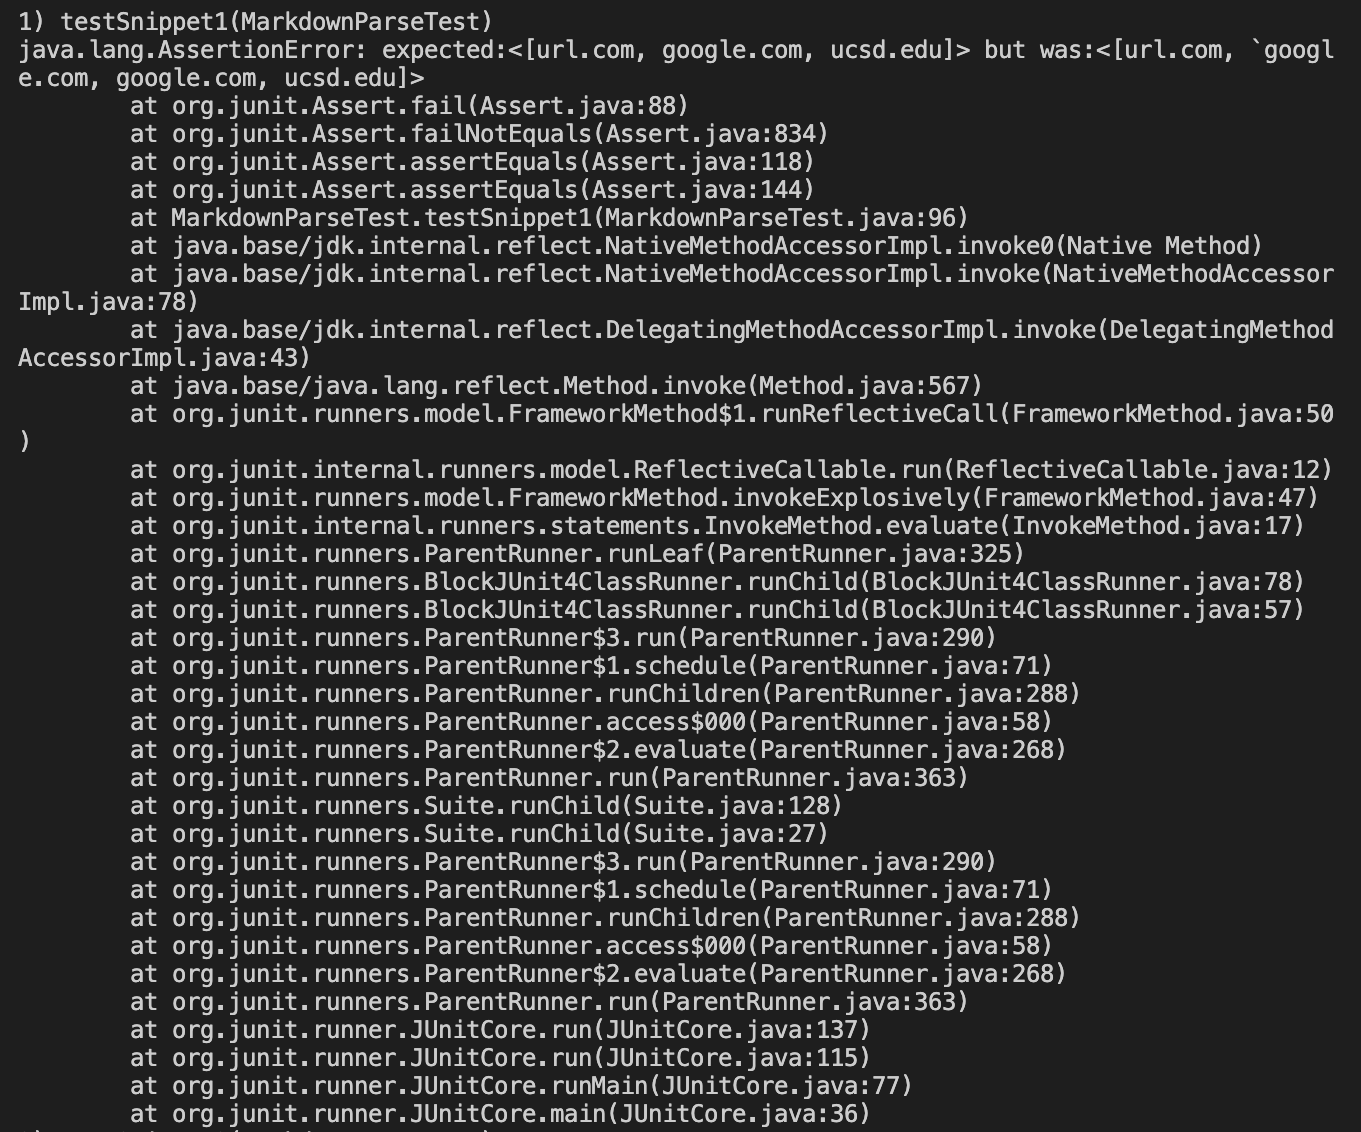 1) testSnippet1(MarkdownParseTest)
java.lang.AssertionError: expected:<[url.com, google.com, ucsd.edu]> but was:<[url.com, `googl
e.com, google.com, ucsd.edu]>
at org.junit.Assert.fail(Assert.java:88)
at org.junit.Assert.failNotEquals(Assert.java:834)
at org.junit.Assert.assertEquals(Assert.java:118)
at org.junit.Assert.assertEquals(Assert.java:144)
at MarkdownParseTest.testSnippet1(MarkdownParseTest.java:96)
at java.base/jdk.internal.reflect.NativeMethodAccessorImpl.invoke0(Native Method)
at java.base/jdk.internal.reflect.NativeMethodAccessorImpl.invoke(NativeMethodAccessor
Impl.java:78)
at java.base/jdk.internal.reflect.DelegatingMethodAccessorImpl.invoke(DelegatingMethod
AccessorImpl.java:43)
at java.base/java.lang.reflect.Method.invoke(Method.java:567)
at org.junit.runners.model.FrameworkMethod$1.runReflectiveCall(FrameworkMethod.java:50
)
at org.junit.internal.runners.model.ReflectiveCallable.run(ReflectiveCallable.java:12)
at org.junit.runners.model.FrameworkMethod.invokeExplosively(FrameworkMethod.java:47)
at org.junit.internal.runners.statements.InvokeMethod.evaluate(InvokeMethod.java:17)
at org.junit.runners.ParentRunner.runLeaf(ParentRunner.java:325)
at org.junit.runners.BlockJUnit4ClassRunner.runChild(BlockJUnit4ClassRunner.java:78)
at org.junit.runners.BlockJUnit4ClassRunner.runChild(BlockJUnit4ClassRunner.java:57)
at org.junit.runners.ParentRunner$3.run(ParentRunner.java:290)
at org.junit.runners.ParentRunner$1.schedule(ParentRunner.java:71)
at org.junit.runners.ParentRunner.runChildren(ParentRunner.java:288)
at org.junit.runners.ParentRunner.access$000(ParentRunner.java:58)
at org.junit.runners.ParentRunner$2.evaluate(ParentRunner.java:268)
at org.junit.runners.ParentRunner.run(ParentRunner.java:363)
at org.junit.runners.Suite.runChild(Suite.java:128)
at org.junit.runners.Suite.runChild(Suite.java:27)
at org.junit.runners.ParentRunner$3.run(ParentRunner.java:290)
at org.junit.runners.ParentRunner$1.schedule(ParentRunner.java:71)
at org.junit.runners.ParentRunner.runChildren(ParentRunner.java:288)
at org.junit.runners.ParentRunner.access$000(ParentRunner.java:58)
at org.junit.runners.ParentRunner$2.evaluate(ParentRunner.java:268)
at org.junit.runners.ParentRunner.run(ParentRunner.java:363)
at org.junit.runner.JUnitCore.run(JUnitCore.java:137)
at org.junit.runner.JUnitCore.run(JUnitCore.java:115)
at org.junit.runner.JUnitCore.runMain(JUnitCore.java:77)
at org.junit.runner.JUnitCore.main(JUnitCore.java:36)